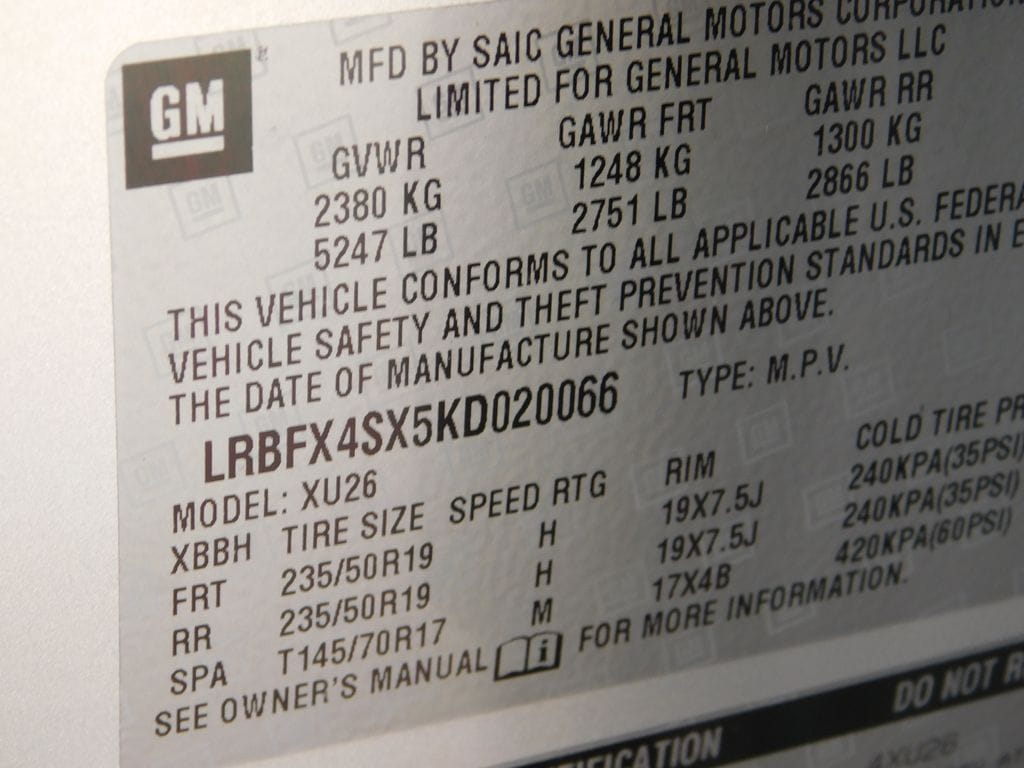 GM
MFD BY SAIC GENERAL MOTORS
LIMITED FOR GENERAL MOTORS LLC
GVWR GAWR FRT GAWR RR
2380 KG 1248 KG 1300 KG
5247 LB 2751 LB 2866 LB
THIS VEHICLE CONFORMS TO ALL APPLICABLE U.S. FEDERA
VEHICLE SAFETY AND THEFT PREVENTION STANDARDS IN E
THE DATE OF MANUFACTURE SHOWN ABOVE.
LRBFX4SX5KD020066 TYPE: M.P.V.
MODEL: XU26
XBBH TIRE SIZE SPEED RTG RIM COLD TIRE PR
FRT 235/50R19 H 19X7.5J 240KPA(35PSI)
RR 235/50R19 H 19X7.5J 240KPA(35PSI)
SPA T145/70R17 M 17X4B 420KPA(60PSI)
SEE OWNER'S MANUAL i FOR MORE INFORMATION.
IFICATION DO NOT R
4XU26